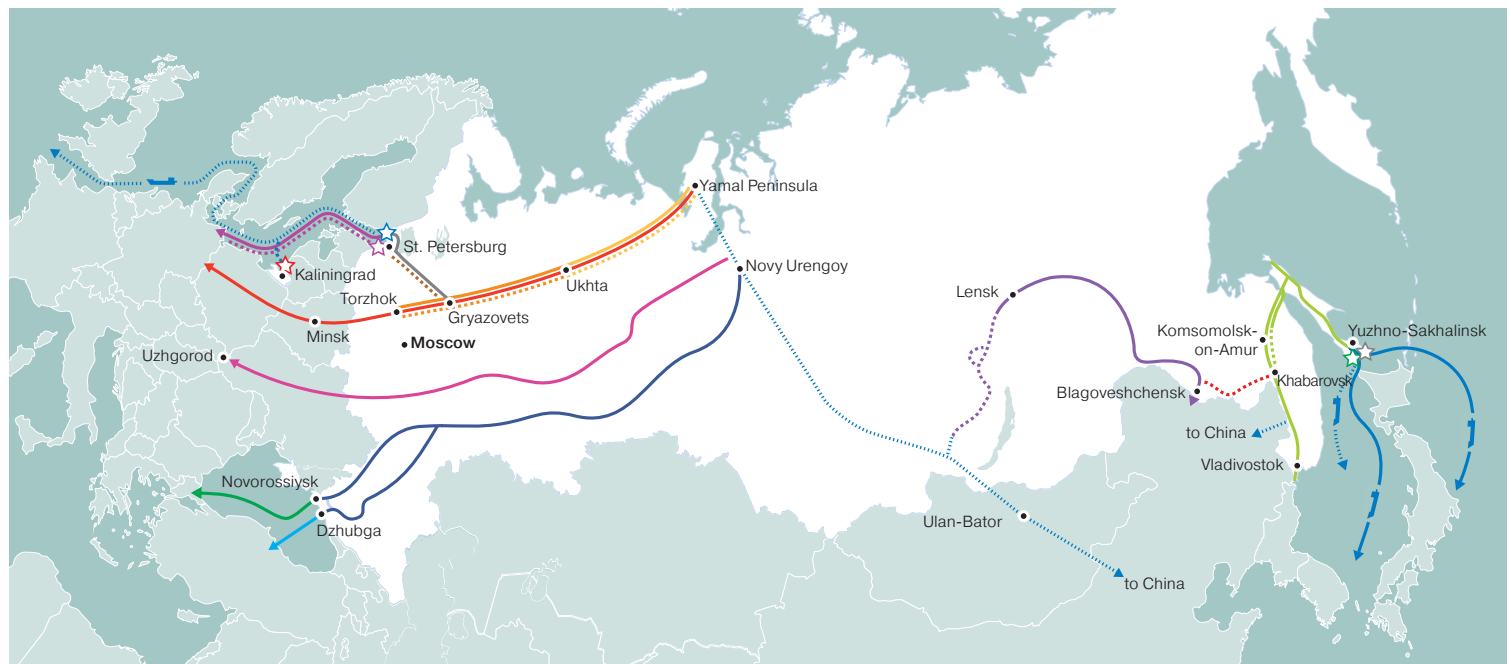 Yamal Peninsula
St. Petersburg
Kaliningrad
Novy Urengoy
Ukhta
Torzhok
Gryazovets
Lensk
Minsk
Moscow
Komsomolsk-
on-Amur
Yuzhno-Sakhalinsk
Uzhgorod
Khabarovsk
Blagoveshchensk
to China
Vladivostok
Novorossiysk
Dzhubga
Ulan-Bator
to China